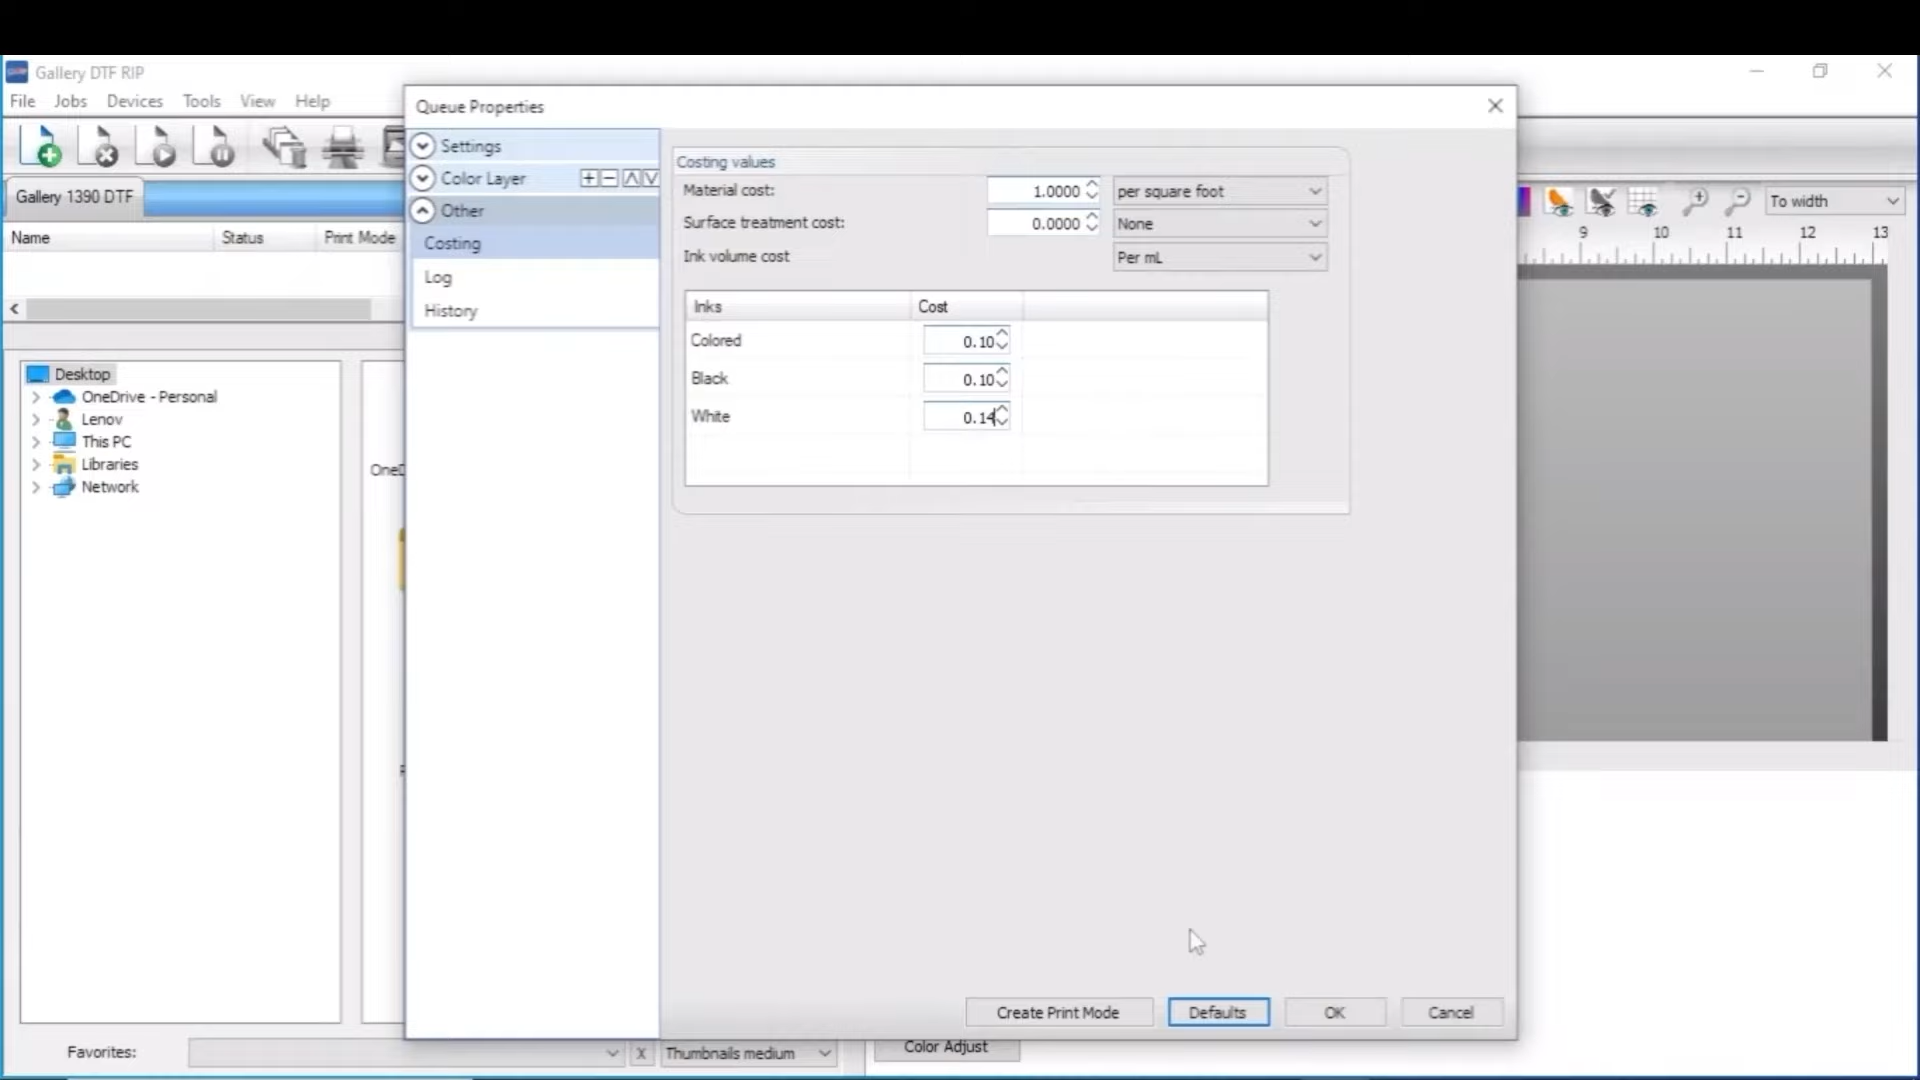 Gallery DTF RIP
File Jobs Devices Tools View Help
Gallery 1390 DTF
Name Status Print Mode
Desktop
OneDrive - Personal
Lenov
This PC
Libraries
Network
Favorites:
X Thumbnails medium
Queue Properties
Settings
Color Layer
Other
Costing
Log
History
Costing values
Material cost: 1.0000 per square foot
Surface treatment cost: 0.0000 None
Ink volume cost Per mL
Inks Cost
Colored 0.10
Black 0.10
White 0.14
Create Print Mode Defaults OK Cancel
Color Adjust
To width
9 10 11 12 13